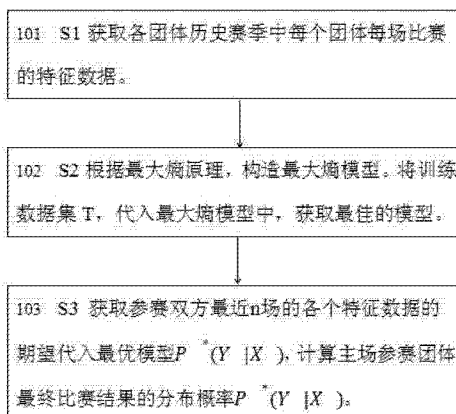 101 S1 获取各团体历史赛季中每个团体每场比赛
的特征数据。
102 S2 根据最大熵原理，构造最大熵模型。将训练
数据集 T，代入最大熵模型中，获取最佳的模型。
103 S3 获取参赛双方最近n场的各个特征数据的
期望代入最优模型P *(Y |X )，计算主场参赛团体
最终比赛结果的分布概率P *(Y |X )。